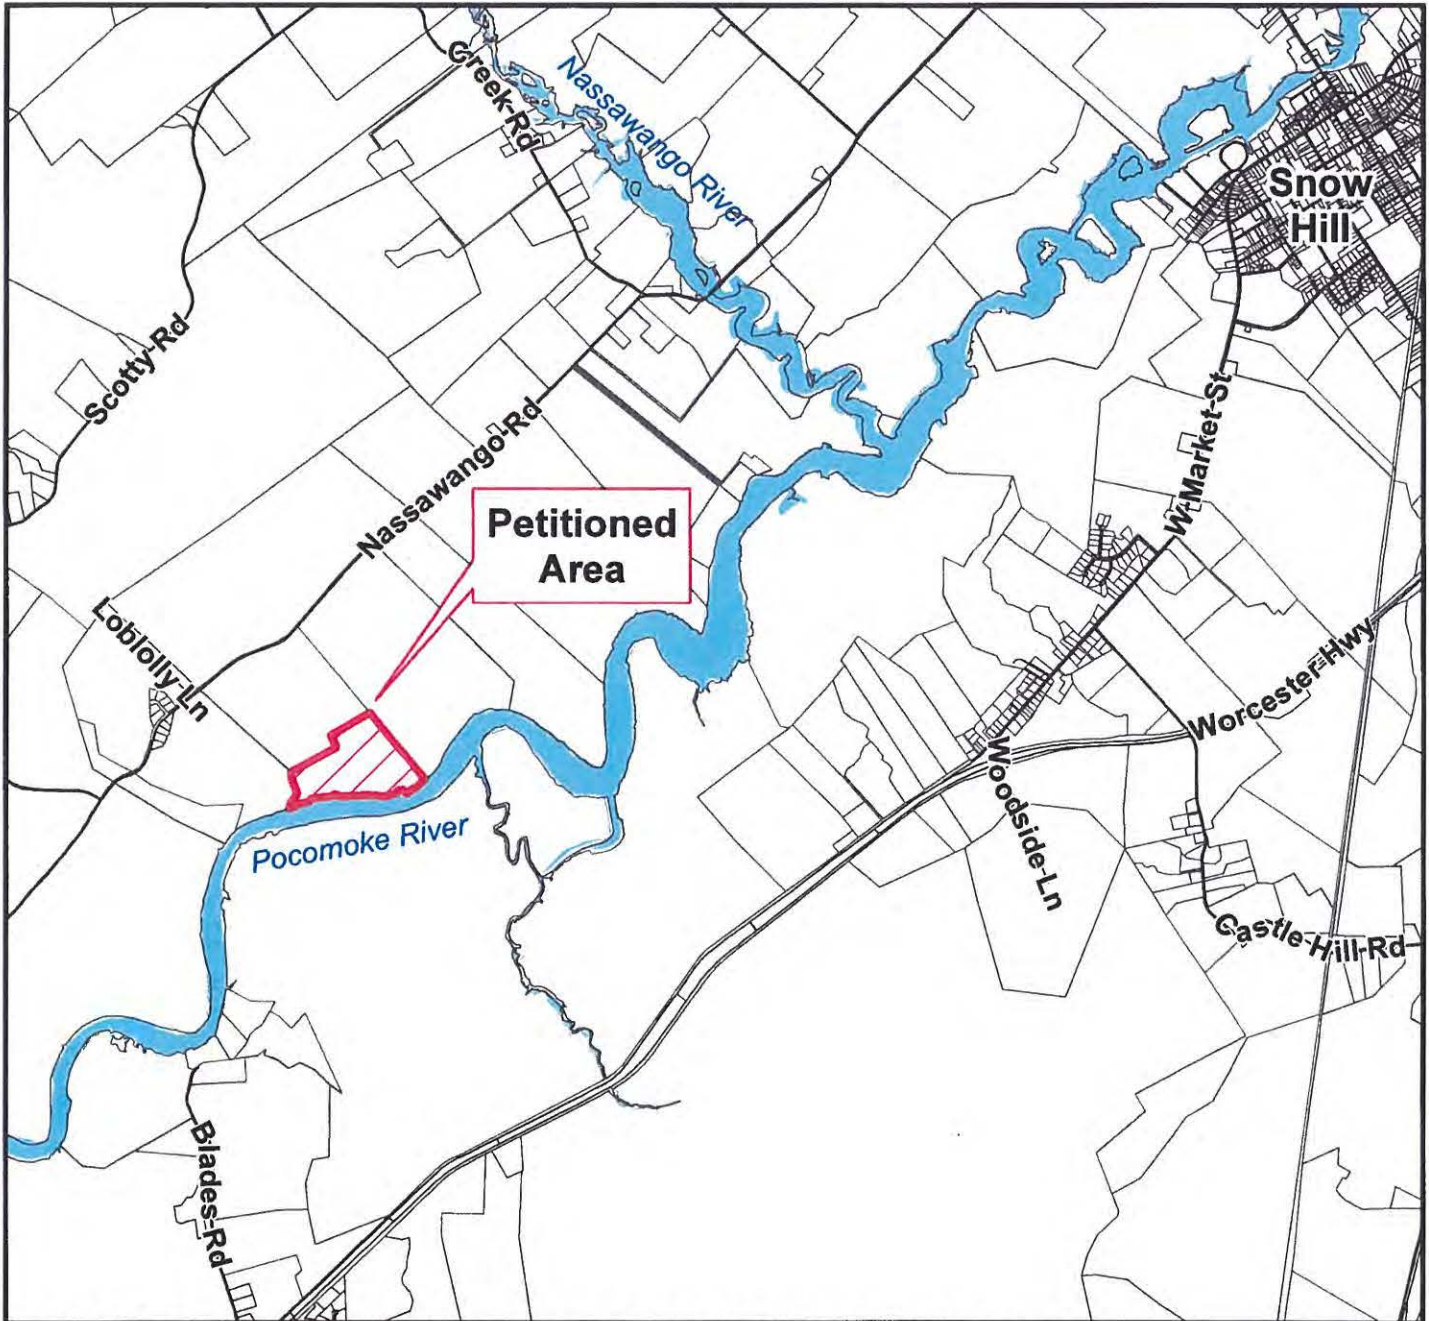 Creek-Rd
Nassawango River
Snow
Hill
Scotty-Rd
W-Market-St
Nassawango-Rd
Petitioned
Area
Loblolly-Ln
Worcester-Hwy
Woodside-Ln
Pocomoke River
Castle-Hill-Rd
Blades-Rd